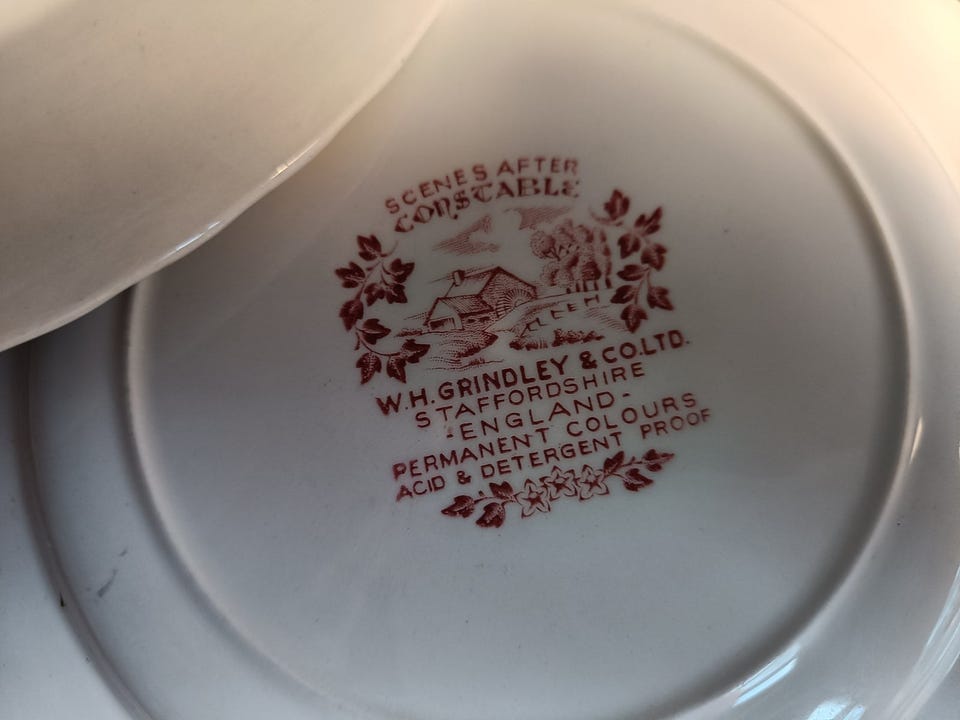 SCENES AFTER
CONSTABLE
W.H.GRINDLEY & CO.LTD.
STAFFORDSHIRE
-ENGLAND-
PERMANENT COLOURS
ACID & DETERGENT PROOF